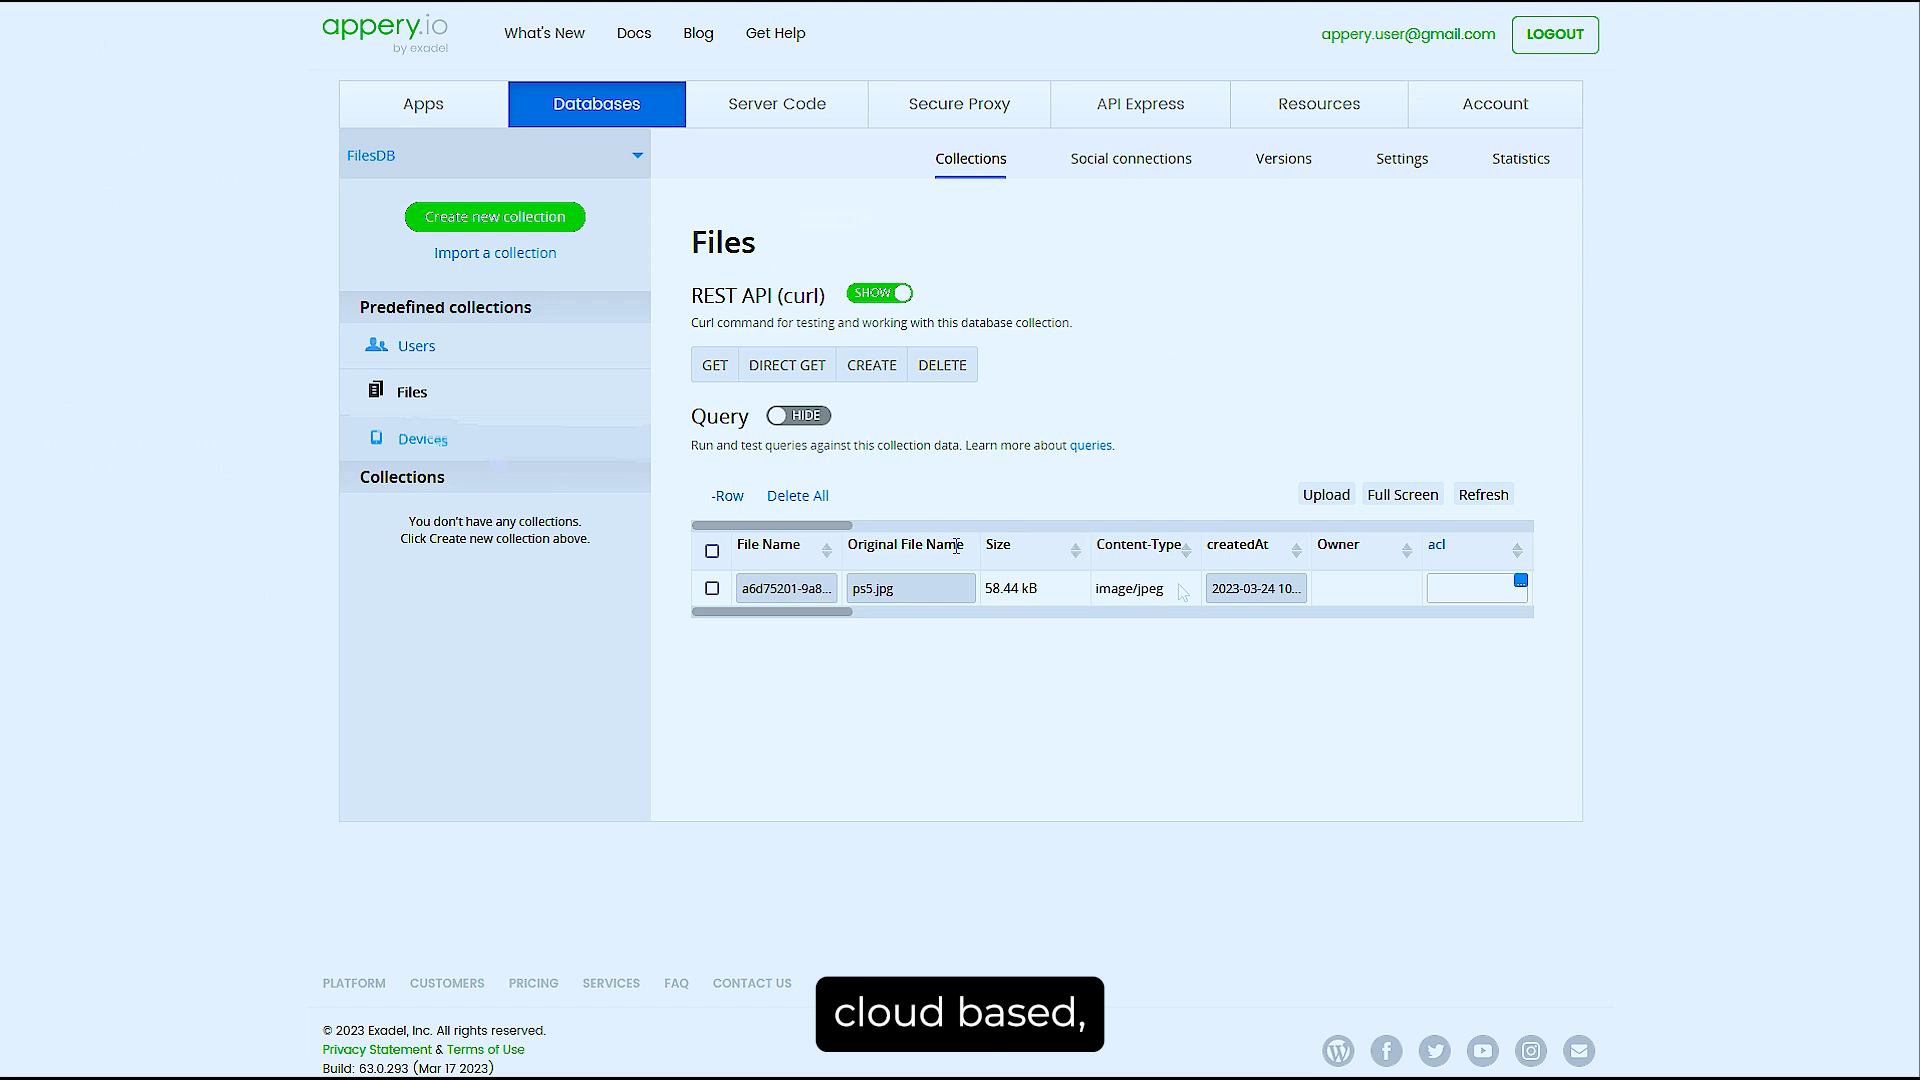 appery.io
by exadel
What's New Docs Blog Get Help
appery.user@gmail.com LOGOUT
Apps Databases Server Code Secure Proxy API Express Resources Account
FilesDB
Collections Social connections Versions Settings Statistics
Create new collection
Import a collection
Predefined collections
Users
Files
Devices
Collections
You don't have any collections.
Click Create new collection above.
Files
REST API (curl) SHOW
Curl command for testing and working with this database collection.
GET DIRECT GET CREATE DELETE
Query HIDE
Run and test queries against this collection data. Learn more about queries.
-Row Delete All Upload Full Screen Refresh
File Name Original File Name Size Content-Type createdAt Owner acl
a6d75201-9a8... ps5.jpg 58.44 kB image/jpeg 2023-03-24 10... ...
PLATFORM CUSTOMERS PRICING SERVICES FAQ CONTACT US
cloud based,
© 2023 Exadel, Inc. All rights reserved.
Privacy Statement & Terms of Use
Build: 63.0.293 (Mar 17 2023)